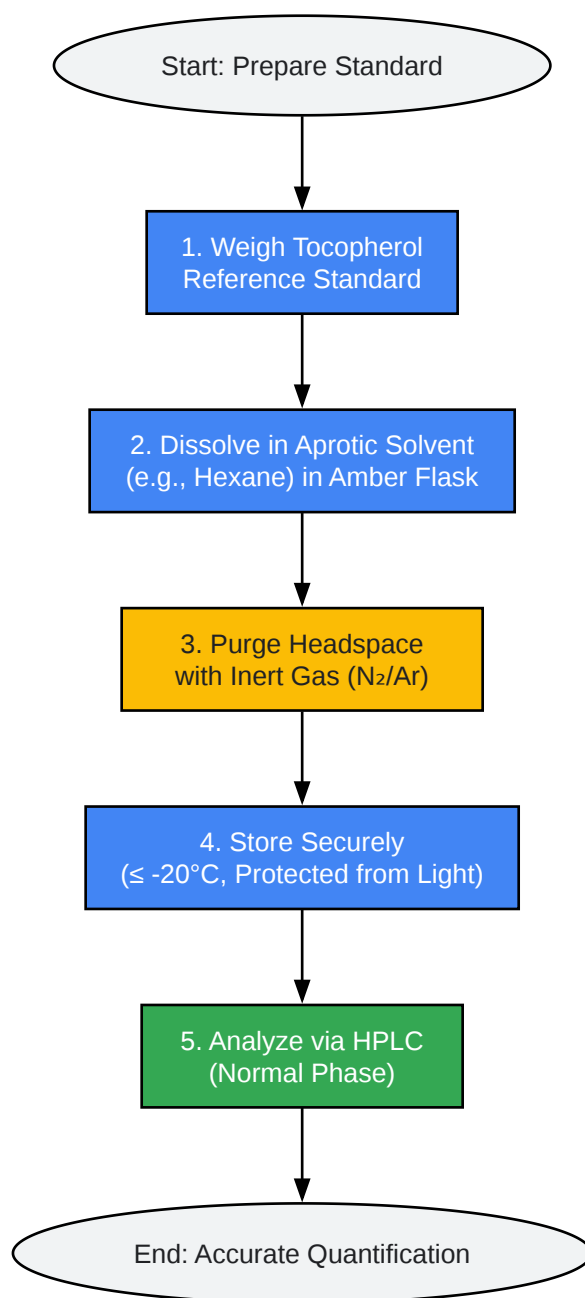 Start: Prepare Standard
1. Weigh Tocopherol
Reference Standard
2. Dissolve in Aprotic Solvent
(e.g., Hexane) in Amber Flask
3. Purge Headspace
with Inert Gas (N₂/Ar)
4. Store Securely
(≤ -20°C, Protected from Light)
5. Analyze via HPLC
(Normal Phase)
End: Accurate Quantification